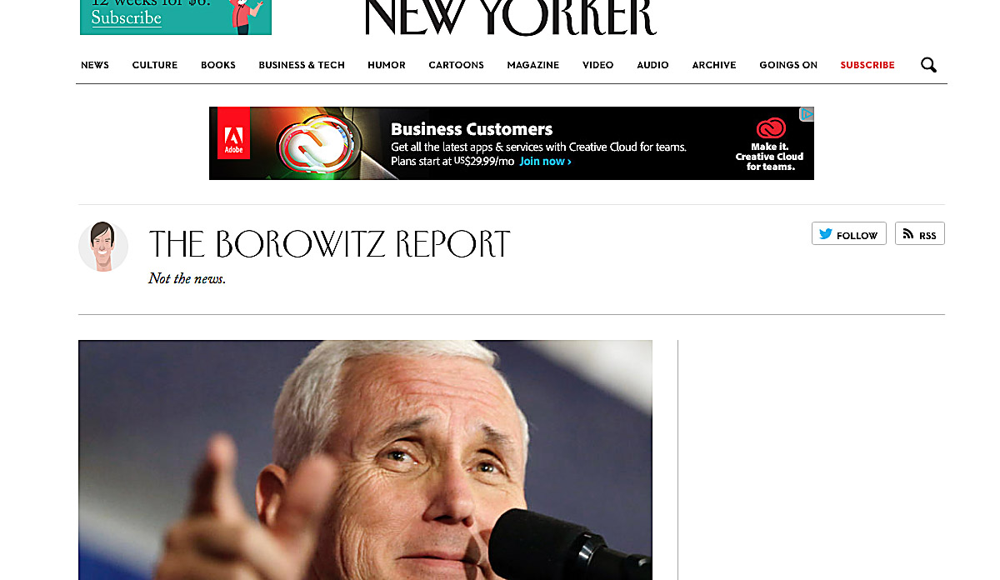 12 weeks for $6.
Subscribe
NEW YORKER
NEWS CULTURE BOOKS BUSINESS & TECH HUMOR CARTOONS MAGAZINE VIDEO AUDIO ARCHIVE GOINGS ON SUBSCRIBE
Adobe
Business Customers
Get all the latest apps & services with Creative Cloud for teams.
Plans start at US$29.99/mo Join now ›
Make it.
Creative Cloud
for teams.
THE BOROWITZ REPORT
Not the news.
FOLLOW
RSS